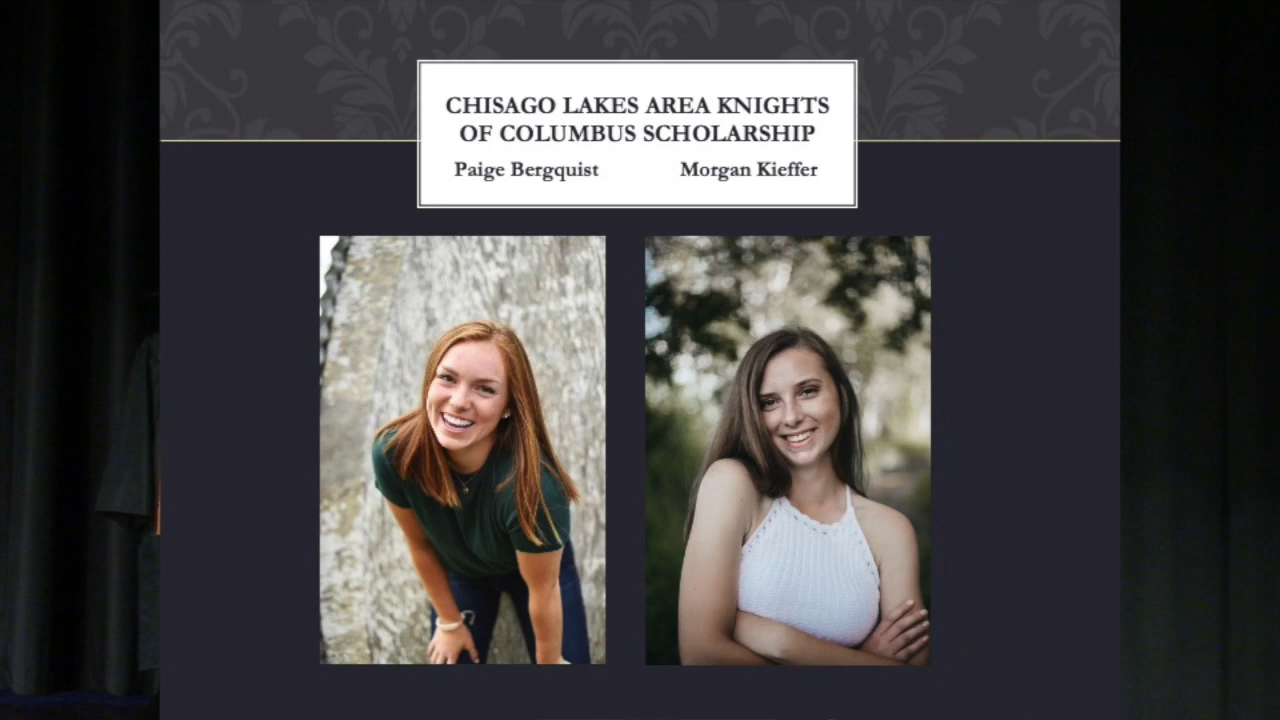 CHISAGO LAKES AREA KNIGHTS
OF COLUMBUS SCHOLARSHIP
Paige Bergquist Morgan Kieffer